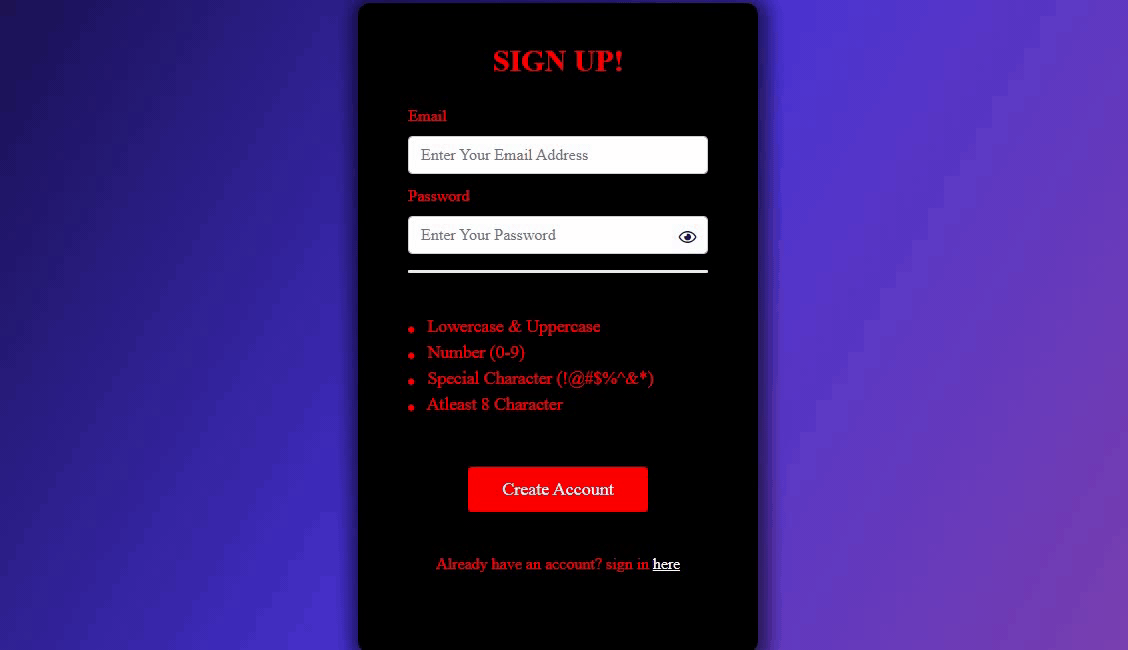 SIGN UP!
Email
Enter Your Email Address
Password
Enter Your Password
Lowercase & Uppercase
Number (0-9)
Special Character (!@#$%^&*)
Atleast 8 Character
Create Account
Already have an account? sign in here